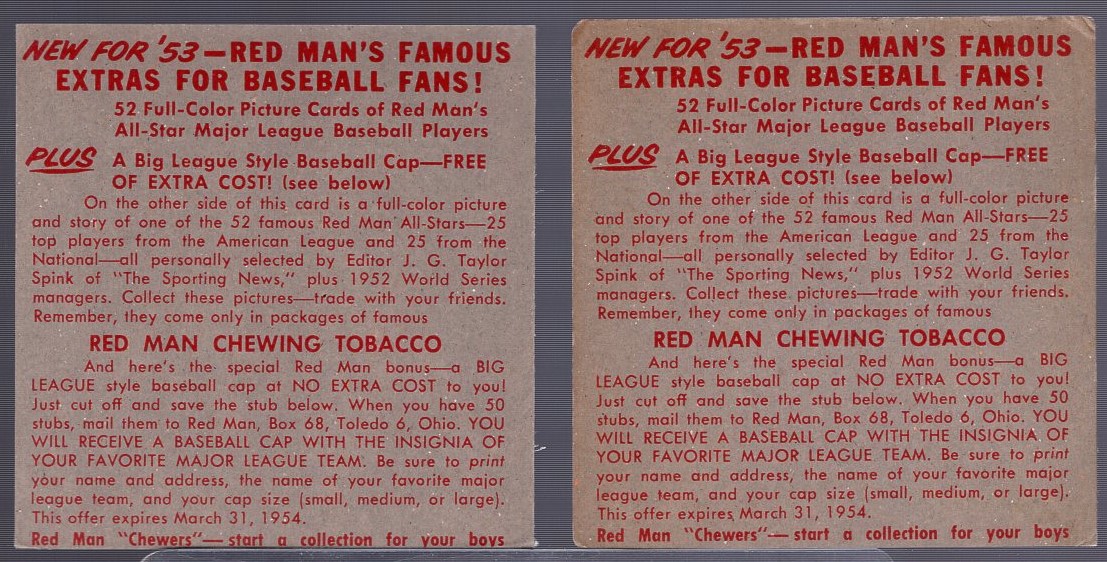 NEW FOR '53—RED MAN'S FAMOUS
EXTRAS FOR BASEBALL FANS!
52 Full-Color Picture Cards of Red Man's
All-Star Major League Baseball Players
PLUS A Big League Style Baseball Cap—FREE
OF EXTRA COST! (see below)
On the other side of this card is a full-color picture
and story of one of the 52 famous Red Man All-Stars—25
top players from the American League and 25 from the
National—all personally selected by Editor J. G. Taylor
Spink of "The Sporting News," plus 1952 World Series
managers. Collect these pictures—trade with your friends.
Remember, they come only in packages of famous
RED MAN CHEWING TOBACCO
And here's the special Red Man bonus—a BIG
LEAGUE style baseball cap at NO EXTRA COST to you!
Just cut off and save the stub below. When you have 50
stubs, mail them to Red Man, Box 68, Toledo 6, Ohio. YOU
WILL RECEIVE A BASEBALL CAP WITH THE INSIGNIA OF
YOUR FAVORITE MAJOR LEAGUE TEAM. Be sure to print
your name and address, the name of your favorite major
league team, and your cap size (small, medium, or large).
This offer expires March 31, 1954.
Red Man "Chewers"—start a collection for your boys
NEW FOR '53—RED MAN'S FAMOUS
EXTRAS FOR BASEBALL FANS!
52 Full-Color Picture Cards of Red Man's
All-Star Major League Baseball Players
PLUS A Big League Style Baseball Cap—FREE
OF EXTRA COST! (see below)
On the other side of this card is a full-color picture
and story of one of the 52 famous Red Man All-Stars—25
top players from the American League and 25 from the
National—all personally selected by Editor J. G. Taylor
Spink of "The Sporting News," plus 1952 World Series
managers. Collect these pictures—trade with your friends.
Remember, they come only in packages of famous
RED MAN CHEWING TOBACCO
And here's the special Red Man bonus—a BIG
LEAGUE style baseball cap at NO EXTRA COST to you!
Just cut off and save the stub below. When you have 50
stubs, mail them to Red Man, Box 68, Toledo 6, Ohio. YOU
WILL RECEIVE A BASEBALL CAP WITH THE INSIGNIA OF
YOUR FAVORITE MAJOR LEAGUE TEAM. Be sure to print
your name and address, the name of your favorite major
league team, and your cap size (small, medium, or large).
This offer expires March 31, 1954.
Red Man "Chewers"—start a collection for your boys